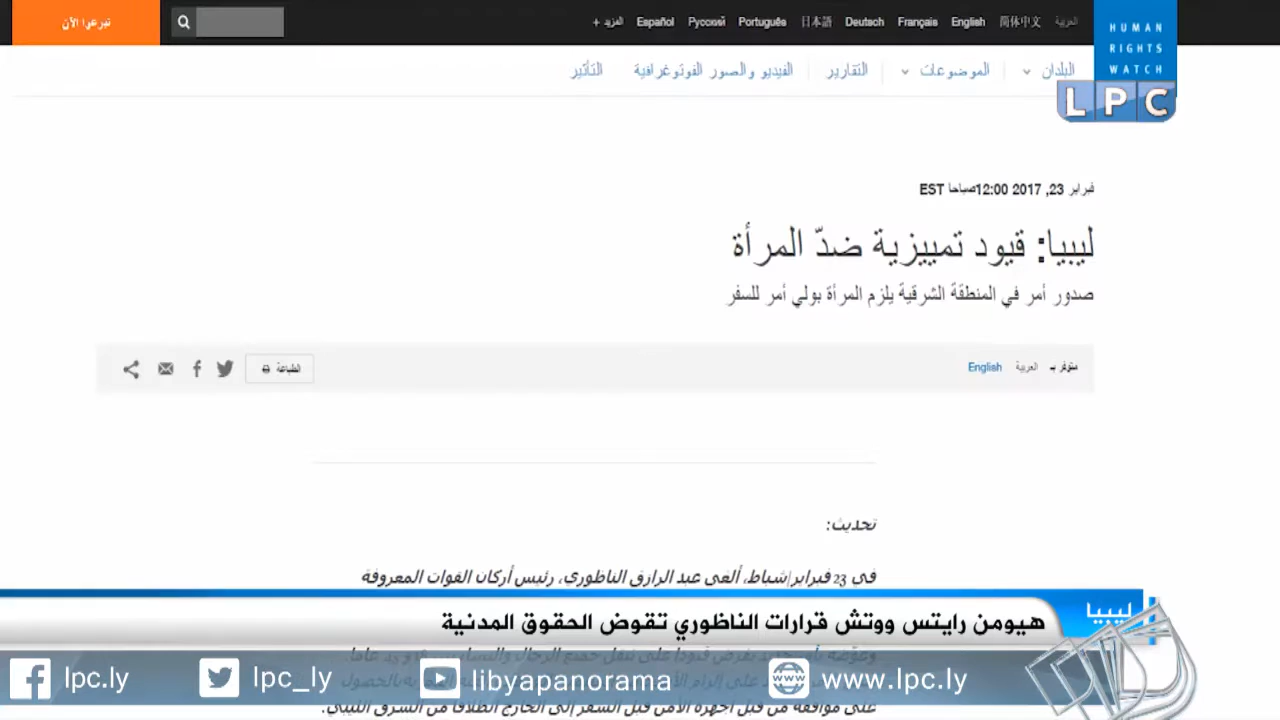 تبرعوا الآن
المزيد + Español Русский Português 日本語 Deutsch Français English 简体中文 العربية
HUMAN
RIGHTS
WATCH
البلدان الموضوعات التقارير الفيديو والصور الفوتوغرافية التأثير
LPC
فبراير 23, 2017 12:00صباحا EST
ليبيا: قيود تمييزية ضدّ المرأة
صدور أمر في المنطقة الشرقية يلزم المرأة بولي أمر للسفر
متوفر بـ العربية English
الطباعة
تحديث:
في 23 فبراير/شباط، ألغى عبد الرازق الناظوري، رئيس أركان القوات المعروفة
ليبيا
هيومن رايتس ووتش قرارات الناظوري تقوض الحقوق المدنية
lpc.ly lpc_ly libyapanorama www.lpc.ly
على موافقة من قبل أجهزة الأمن قبل السفر إلى الخارج انطلاقا من الشرق الليبي.